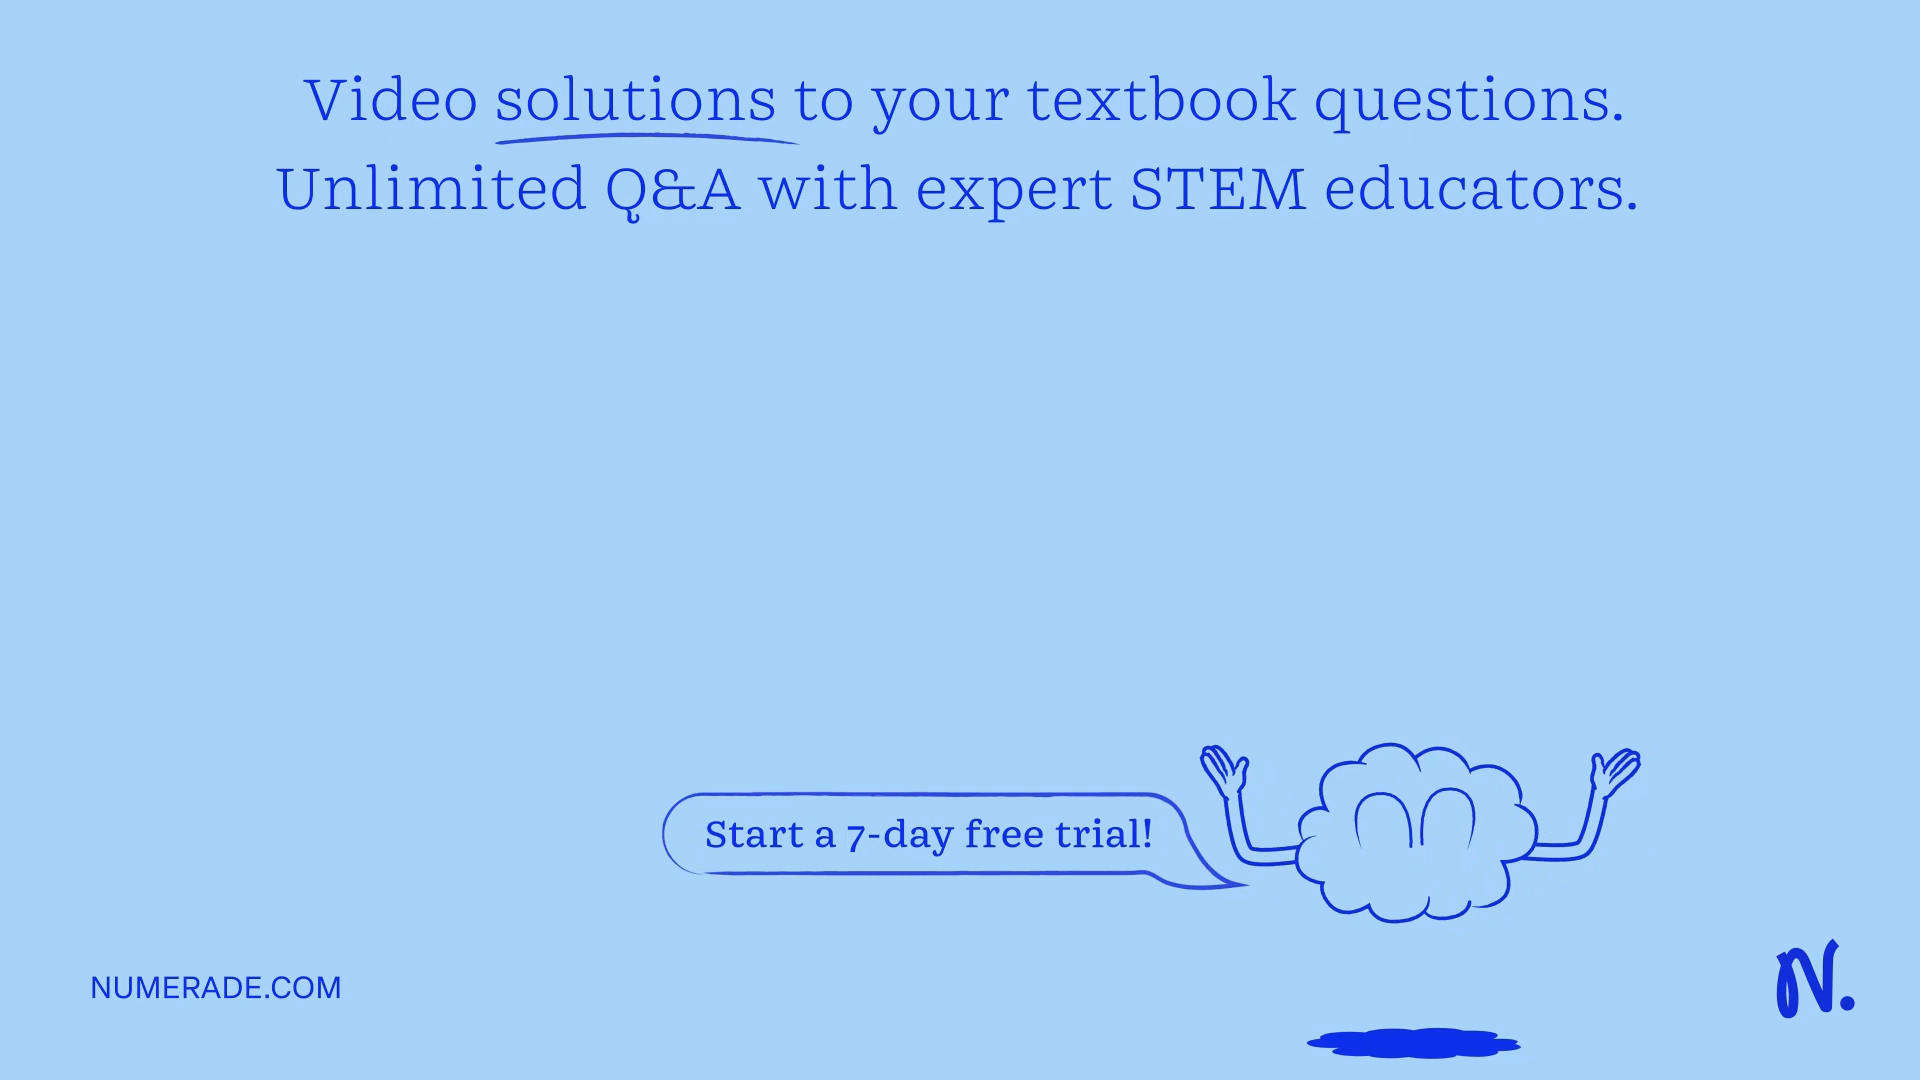 Video solutions to your textbook questions.
Unlimited Q&A with expert STEM educators.
Start a 7-day free trial!
NUMERADE.COM
N.